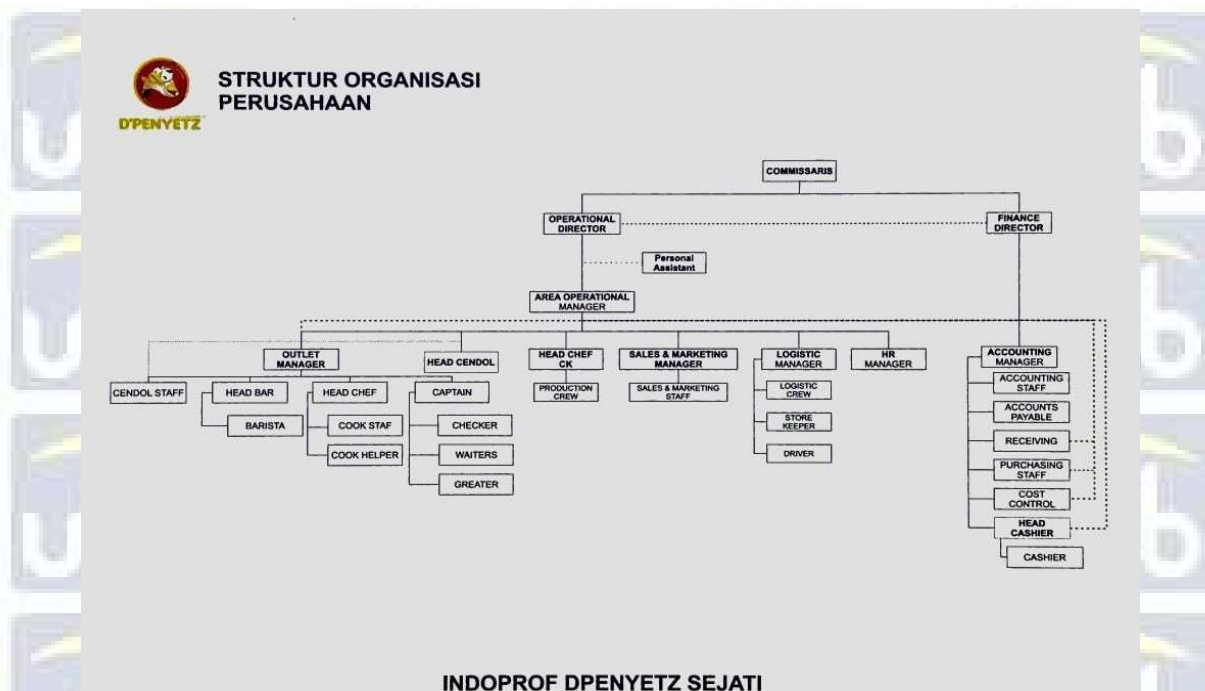 STRUKTUR ORGANISASI
PERUSAHAAN
D'PENYETZ
COMMISSARIS
OPERATIONAL
DIRECTOR
FINANCE
DIRECTOR
Personal
Assistant
AREA OPERATIONAL
MANAGER
OUTLET
MANAGER
HEAD CENDOL
HEAD CHEF
CK
SALES & MARKETING
MANAGER
LOGISTIC
MANAGER
HR
MANAGER
ACCOUNTING
MANAGER
CENDOL STAFF
HEAD BAR
HEAD CHEF
CAPTAIN
PRODUCTION
CREW
SALES & MARKETING
STAFF
LOGISTIC
CREW
ACCOUNTING
STAFF
BARISTA
COOK STAF
CHECKER
STORE
KEEPER
ACCOUNTS
PAYABLE
COOK HELPER
WAITERS
DRIVER
RECEIVING
GREATER
PURCHASING
STAFF
COST
CONTROL
HEAD
CASHIER
CASHIER
INDOPROF DPENYETZ SEJATI